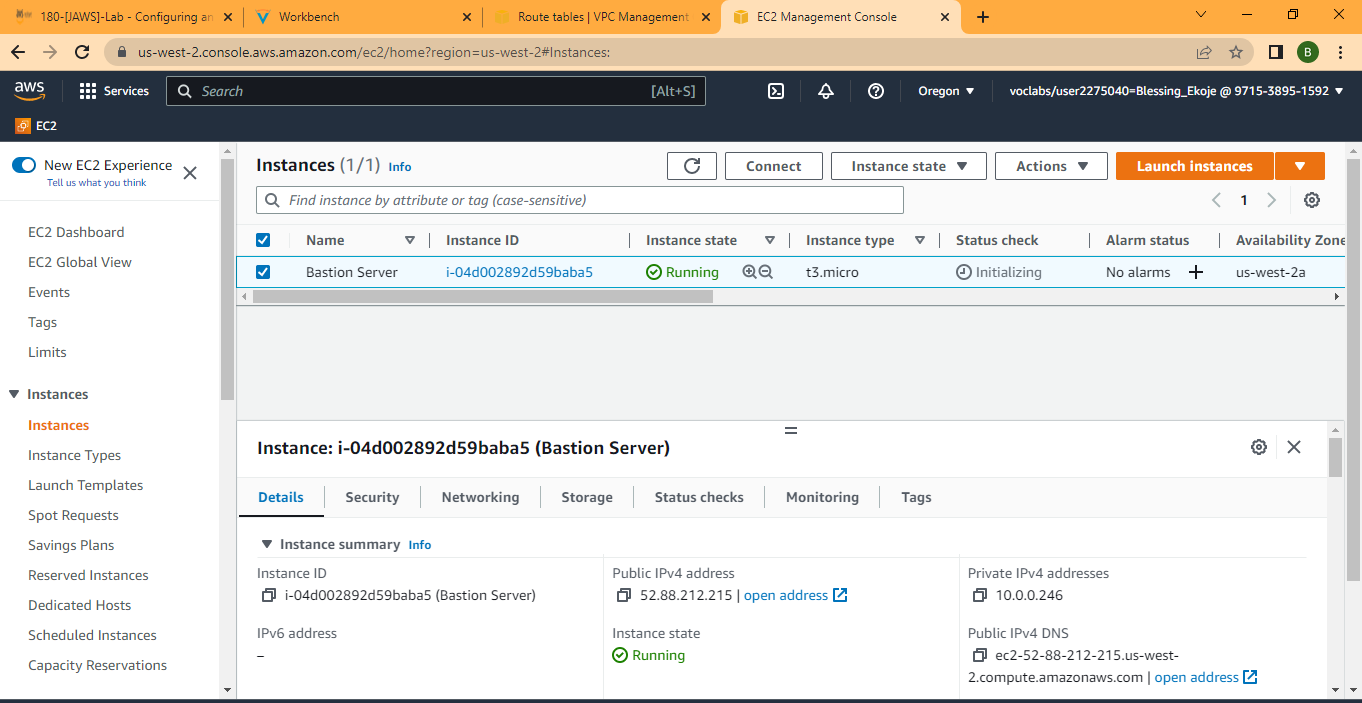 180-[JAWS]-Lab - Configuring an
Workbench
Route tables | VPC Management
EC2 Management Console
us-west-2.console.aws.amazon.com/ec2/home?region=us-west-2#Instances:
B
aws
Services
Search
[Alt+S]
Oregon
voclabs/user2275040=Blessing_Ekoje @ 9715-3895-1592
EC2
New EC2 Experience
Tell us what you think
EC2 Dashboard
EC2 Global View
Events
Tags
Limits
Instances
Instances
Instance Types
Launch Templates
Spot Requests
Savings Plans
Reserved Instances
Dedicated Hosts
Scheduled Instances
Capacity Reservations
Instances (1/1) Info
Connect
Instance state
Actions
Launch instances
Find instance by attribute or tag (case-sensitive)
1
Name Instance ID Instance state Instance type Status check Alarm status Availability Zone
Bastion Server i-04d002892d59baba5 Running t3.micro Initializing No alarms us-west-2a
Instance: i-04d002892d59baba5 (Bastion Server)
Details Security Networking Storage Status checks Monitoring Tags
Instance summary Info
Instance ID
i-04d002892d59baba5 (Bastion Server)
Public IPv4 address
52.88.212.215 | open address
Private IPv4 addresses
10.0.0.246
IPv6 address
–
Instance state
Running
Public IPv4 DNS
ec2-52-88-212-215.us-west-
2.compute.amazonaws.com | open address